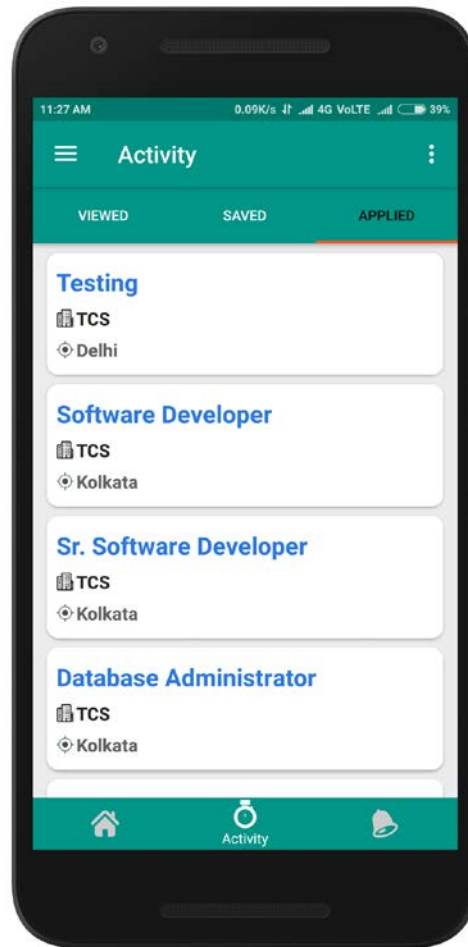 11:27 AM 0.09K/s 4G VoLTE 39%
Activity
VIEWED SAVED APPLIED
Testing
TCS
Delhi
Software Developer
TCS
Kolkata
Sr. Software Developer
TCS
Kolkata
Database Administrator
TCS
Kolkata
Activity